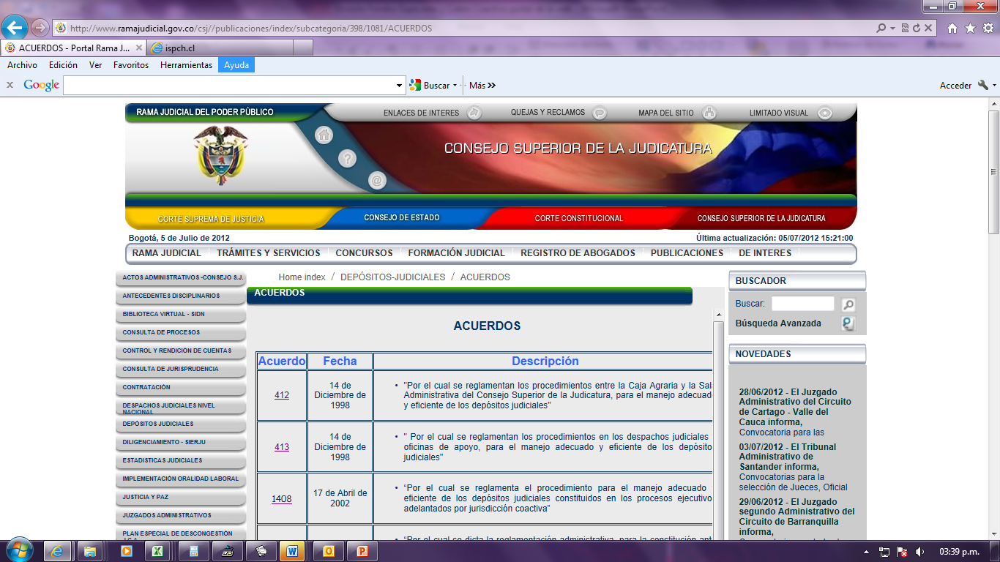 http://www.ramajudicial.gov.co/csj//publicaciones/index/subcategoria/398/1081/ACUERDOS
ACUERDOS - Portal Rama J...
ispch.cl
Archivo Edición Ver Favoritos Herramientas Ayuda
x Google Buscar Más >> Acceder
RAMA JUDICIAL DEL PODER PÚBLICO
ENLACES DE INTERES QUEJAS Y RECLAMOS MAPA DEL SITIO LIMITADO VISUAL
CONSEJO SUPERIOR DE LA JUDICATURA
CORTE SUPREMA DE JUSTICIA CONSEJO DE ESTADO CORTE CONSTITUCIONAL CONSEJO SUPERIOR DE LA JUDICATURA
Bogotá, 5 de Julio de 2012
Última actualización: 05/07/2012 15:21:00
RAMA JUDICIAL TRÁMITES Y SERVICIOS CONCURSOS FORMACIÓN JUDICIAL REGISTRO DE ABOGADOS PUBLICACIONES DE INTERES
ACTOS ADMINISTRATIVOS -CONSEJO S.J.
ANTECEDENTES DISCIPLINARIOS
BIBLIOTECA VIRTUAL - SIDN
CONSULTA DE PROCESOS
CONTROL Y RENDICIÓN DE CUENTAS
CONSULTA DE JURISPRUDENCIA
CONTRATACIÓN
DESPACHOS JUDICIALES NIVEL
NACIONAL
DEPÓSITOS JUDICIALES
DILIGENCIAMIENTO - SIERJU
ESTADISTICAS JUDICIALES
IMPLEMENTACIÓN ORALIDAD LABORAL
JUSTICIA Y PAZ
JUZGADOS ADMINISTRATIVOS
PLAN ESPECIAL DE DESCONGESTIÓN
Home index / DEPÓSITOS-JUDICIALES / ACUERDOS
ACUERDOS
ACUERDOS
Acuerdo Fecha Descripción
412
14 de
Diciembre de
1998
• "Por el cual se reglamentan los procedimientos entre la Caja Agraria y la Sal
Administrativa del Consejo Superior de la Judicatura, para el manejo adecuad
y eficiente de los depósitos judiciales"
413
14 de
Diciembre de
1998
• " Por el cual se reglamentan los procedimientos en los despachos judiciales
oficinas de apoyo, para el manejo adecuado y eficiente de los depósito
judiciales"
1408
17 de Abril de
2002
• “Por el cual se reglamenta el procedimiento para el manejo adecuado
eficiente de los depósitos judiciales constituidos en los procesos ejecutivo
adelantados por jurisdicción coactiva”
• “Por el cual se dicta la reglamentación administrativa, para la constitución ant
BUSCADOR
Buscar:
Búsqueda Avanzada
NOVEDADES
28/06/2012 - El Juzgado
Administrativo del Circuito
de Cartago - Valle del
Cauca informa,
Convocatoria para las
03/07/2012 - El Tribunal
Administrativo de
Santander informa,
Convocatorias para la
selección de Jueces, Oficial
29/06/2012 - El Juzgado
segundo Administrativo del
Circuito de Barranquilla
informa,
03:39 p.m.